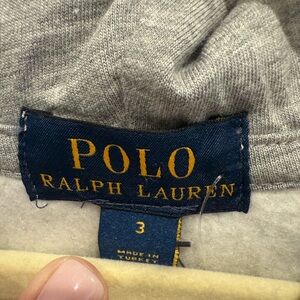 POLO
RALPH LAUREN
3
MADE IN
TURKEY